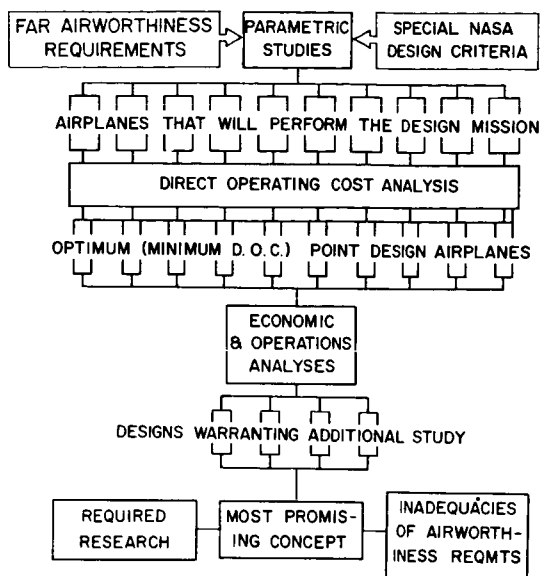 FAR AIRWORTHINESS
REQUIREMENTS
PARAMETRIC
STUDIES
SPECIAL NASA
DESIGN CRITERIA
AIRPLANES THAT WILL PERFORM THE DESIGN MISSION
DIRECT OPERATING COST ANALYSIS
OPTIMUM (MINIMUM D.O.C.) POINT DESIGN AIRPLANES
ECONOMIC
& OPERATIONS
ANALYSES
DESIGNS WARRANTING ADDITIONAL STUDY
REQUIRED
RESEARCH
MOST PROMIS-
ING CONCEPT
INADEQUACIES
OF AIRWORTH-
INESS REQMTS